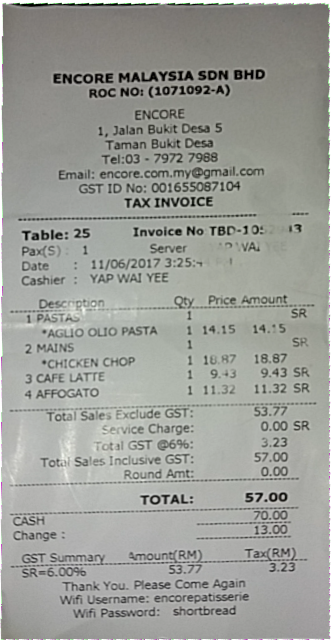 ENCORE MALAYSIA SDN BHD
ROC NO: (1071092-A)
ENCORE
1, Jalan Bukit Desa 5
Taman Bukit Desa
Tel:03 - 7972 7988
Email: encore.com.my@gmail.com
GST ID No: 001655087104
TAX INVOICE
Table: 25 Invoice No
Pax(S) : 1 Server WAI YEE
Date : 11/06/2017
Cashier : YAP WAI YEE
Description Qty Price Amount
1 PASTAS 1 SR
*AGLIO OLIO PASTA 1 14.15 14.15
2 MAINS 1 SR
*CHICKEN CHOP 1 18.87 18.87
3 CAFE LATTE 1 9.43 9.43 SR
4 AFFOGATO 1 11.32 11.32 SR
Total Sales Exclude GST: 53.77
Service Charge: 0.00 SR
Total GST @6%: 3.23
Total Sales Inclusive GST: 57.00
Round Amt: 0.00
TOTAL: 57.00
CASH 70.00
Change : 13.00
GST Summary Amount(RM) Tax(RM)
SR=6.00% 53.77 3.23
Thank You. Please Come Again
Wifi Username: encorepatisserie
Wifi Password: shortbread